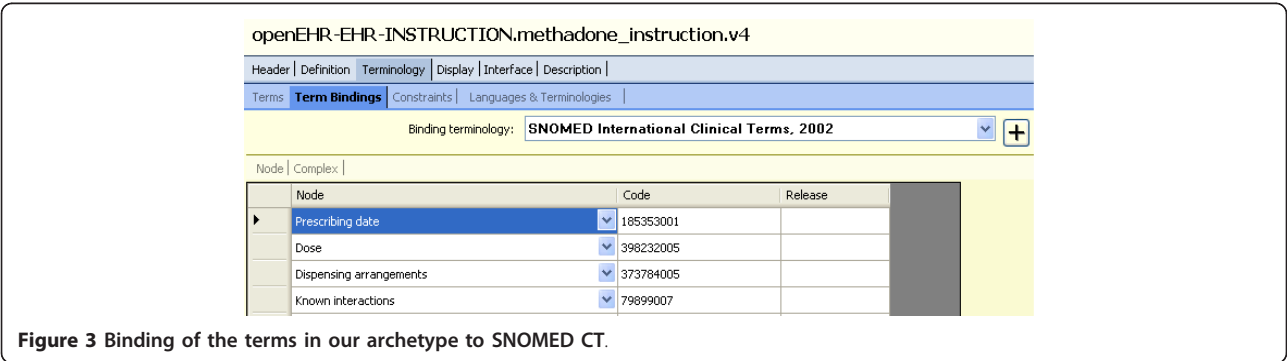 openEHR-EHR-INSTRUCTION.methadone_instruction.v4
Header | Definition | Terminology | Display | Interface | Description |
Terms | Term Bindings | Constraints | Languages & Terminologies |
Binding terminology: SNOMED International Clinical Terms, 2002 +
Node | Complex |
Node Code Release
Prescribing date 185353001
Dose 398232005
Dispensing arrangements 373784005
Known interactions 79899007
Figure 3 Binding of the terms in our archetype to SNOMED CT.